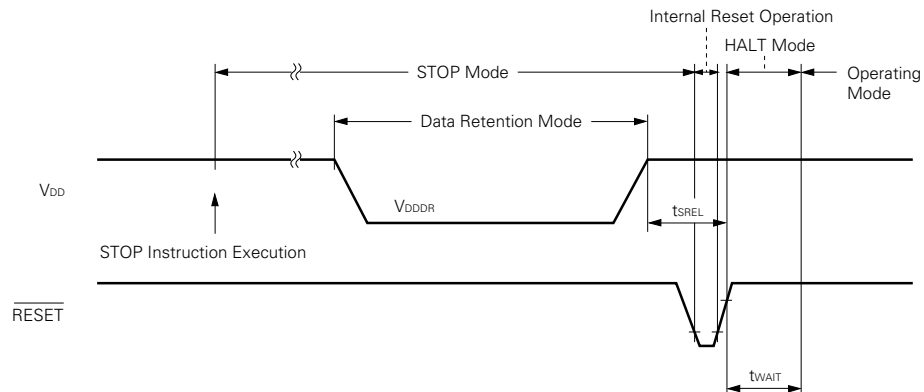 Internal Reset Operation
HALT Mode
STOP Mode
Operating
Mode
Data Retention Mode
VDD
VDDDR
tSREL
STOP Instruction Execution
RESET
tWAIT